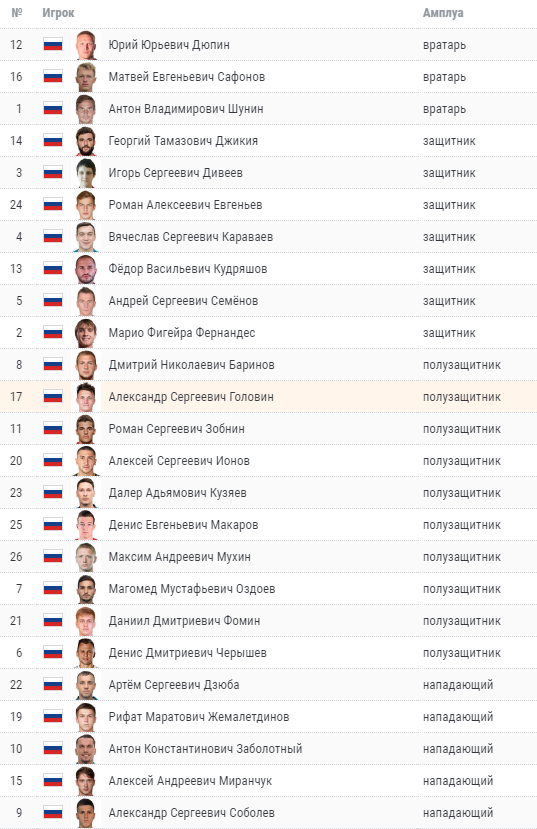 № Игрок Амплуа
12 Юрий Юрьевич Дюпин вратарь
16 Матвей Евгеньевич Сафонов вратарь
1 Антон Владимирович Шунин вратарь
14 Георгий Тамазович Джикия защитник
3 Игорь Сергеевич Дивеев защитник
24 Роман Алексеевич Евгеньев защитник
4 Вячеслав Сергеевич Караваев защитник
13 Фёдор Васильевич Кудряшов защитник
5 Андрей Сергеевич Семёнов защитник
2 Марио Фигейра Фернандес защитник
8 Дмитрий Николаевич Баринов полузащитник
17 Александр Сергеевич Головин полузащитник
11 Роман Сергеевич Зобнин полузащитник
20 Алексей Сергеевич Ионов полузащитник
23 Далер Адьямович Кузяев полузащитник
25 Денис Евгеньевич Макаров полузащитник
26 Максим Андреевич Мухин полузащитник
7 Магомед Мустафьевич Оздоев полузащитник
21 Даниил Дмитриевич Фомин полузащитник
6 Денис Дмитриевич Черышев полузащитник
22 Артём Сергеевич Дзюба нападающий
19 Рифат Маратович Жемалетдинов нападающий
10 Антон Константинович Заболотный нападающий
15 Алексей Андреевич Миранчук нападающий
9 Александр Сергеевич Соболев нападающий